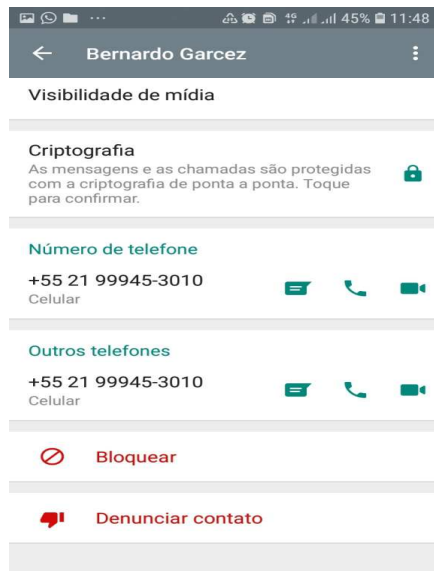 ... 4G 45% 11:48
Bernardo Garcez
Visibilidade de mídia
Criptografia
As mensagens e as chamadas são protegidas
com a criptografia de ponta a ponta. Toque
para confirmar.
Número de telefone
+55 21 99945-3010
Celular
Outros telefones
+55 21 99945-3010
Celular
Bloquear
Denunciar contato